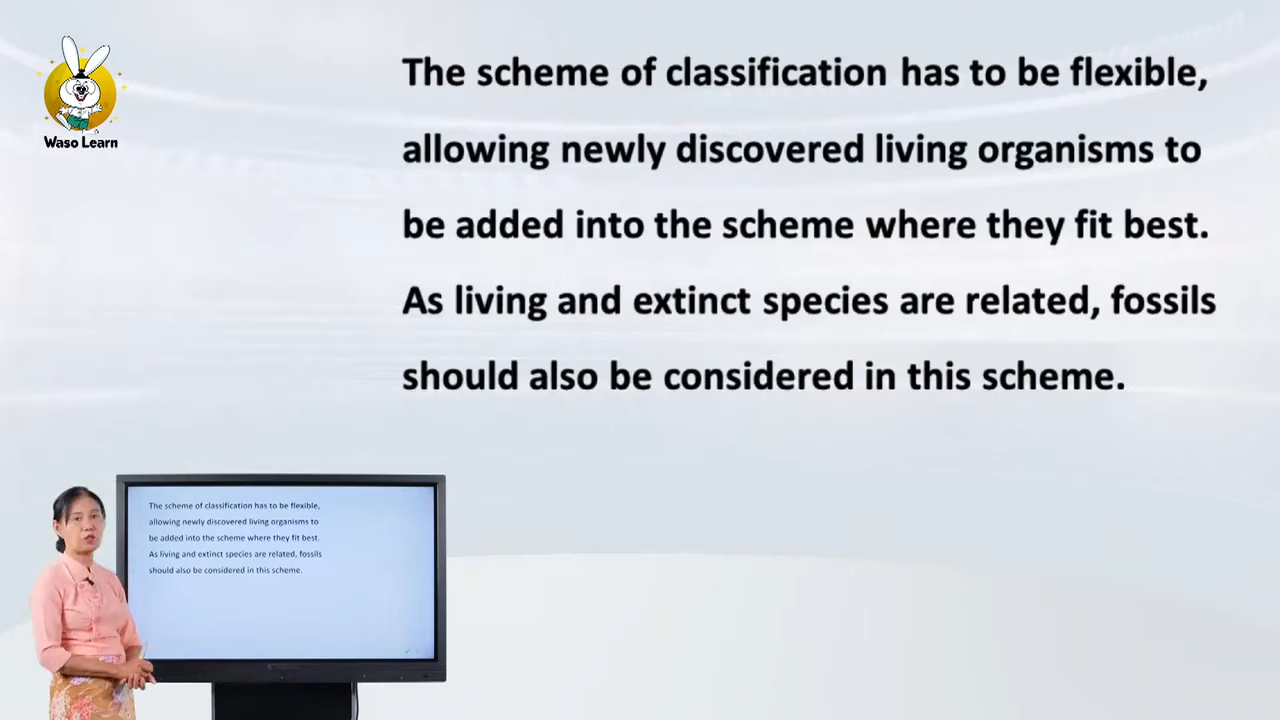 Waso Learn
The scheme of classification has to be flexible,
allowing newly discovered living organisms to
be added into the scheme where they fit best.
As living and extinct species are related, fossils
should also be considered in this scheme.
The scheme of classification has to be flexible,
allowing newly discovered living organisms to
be added into the scheme where they fit best.
As living and extinct species are related, fossils
should also be considered in this scheme.